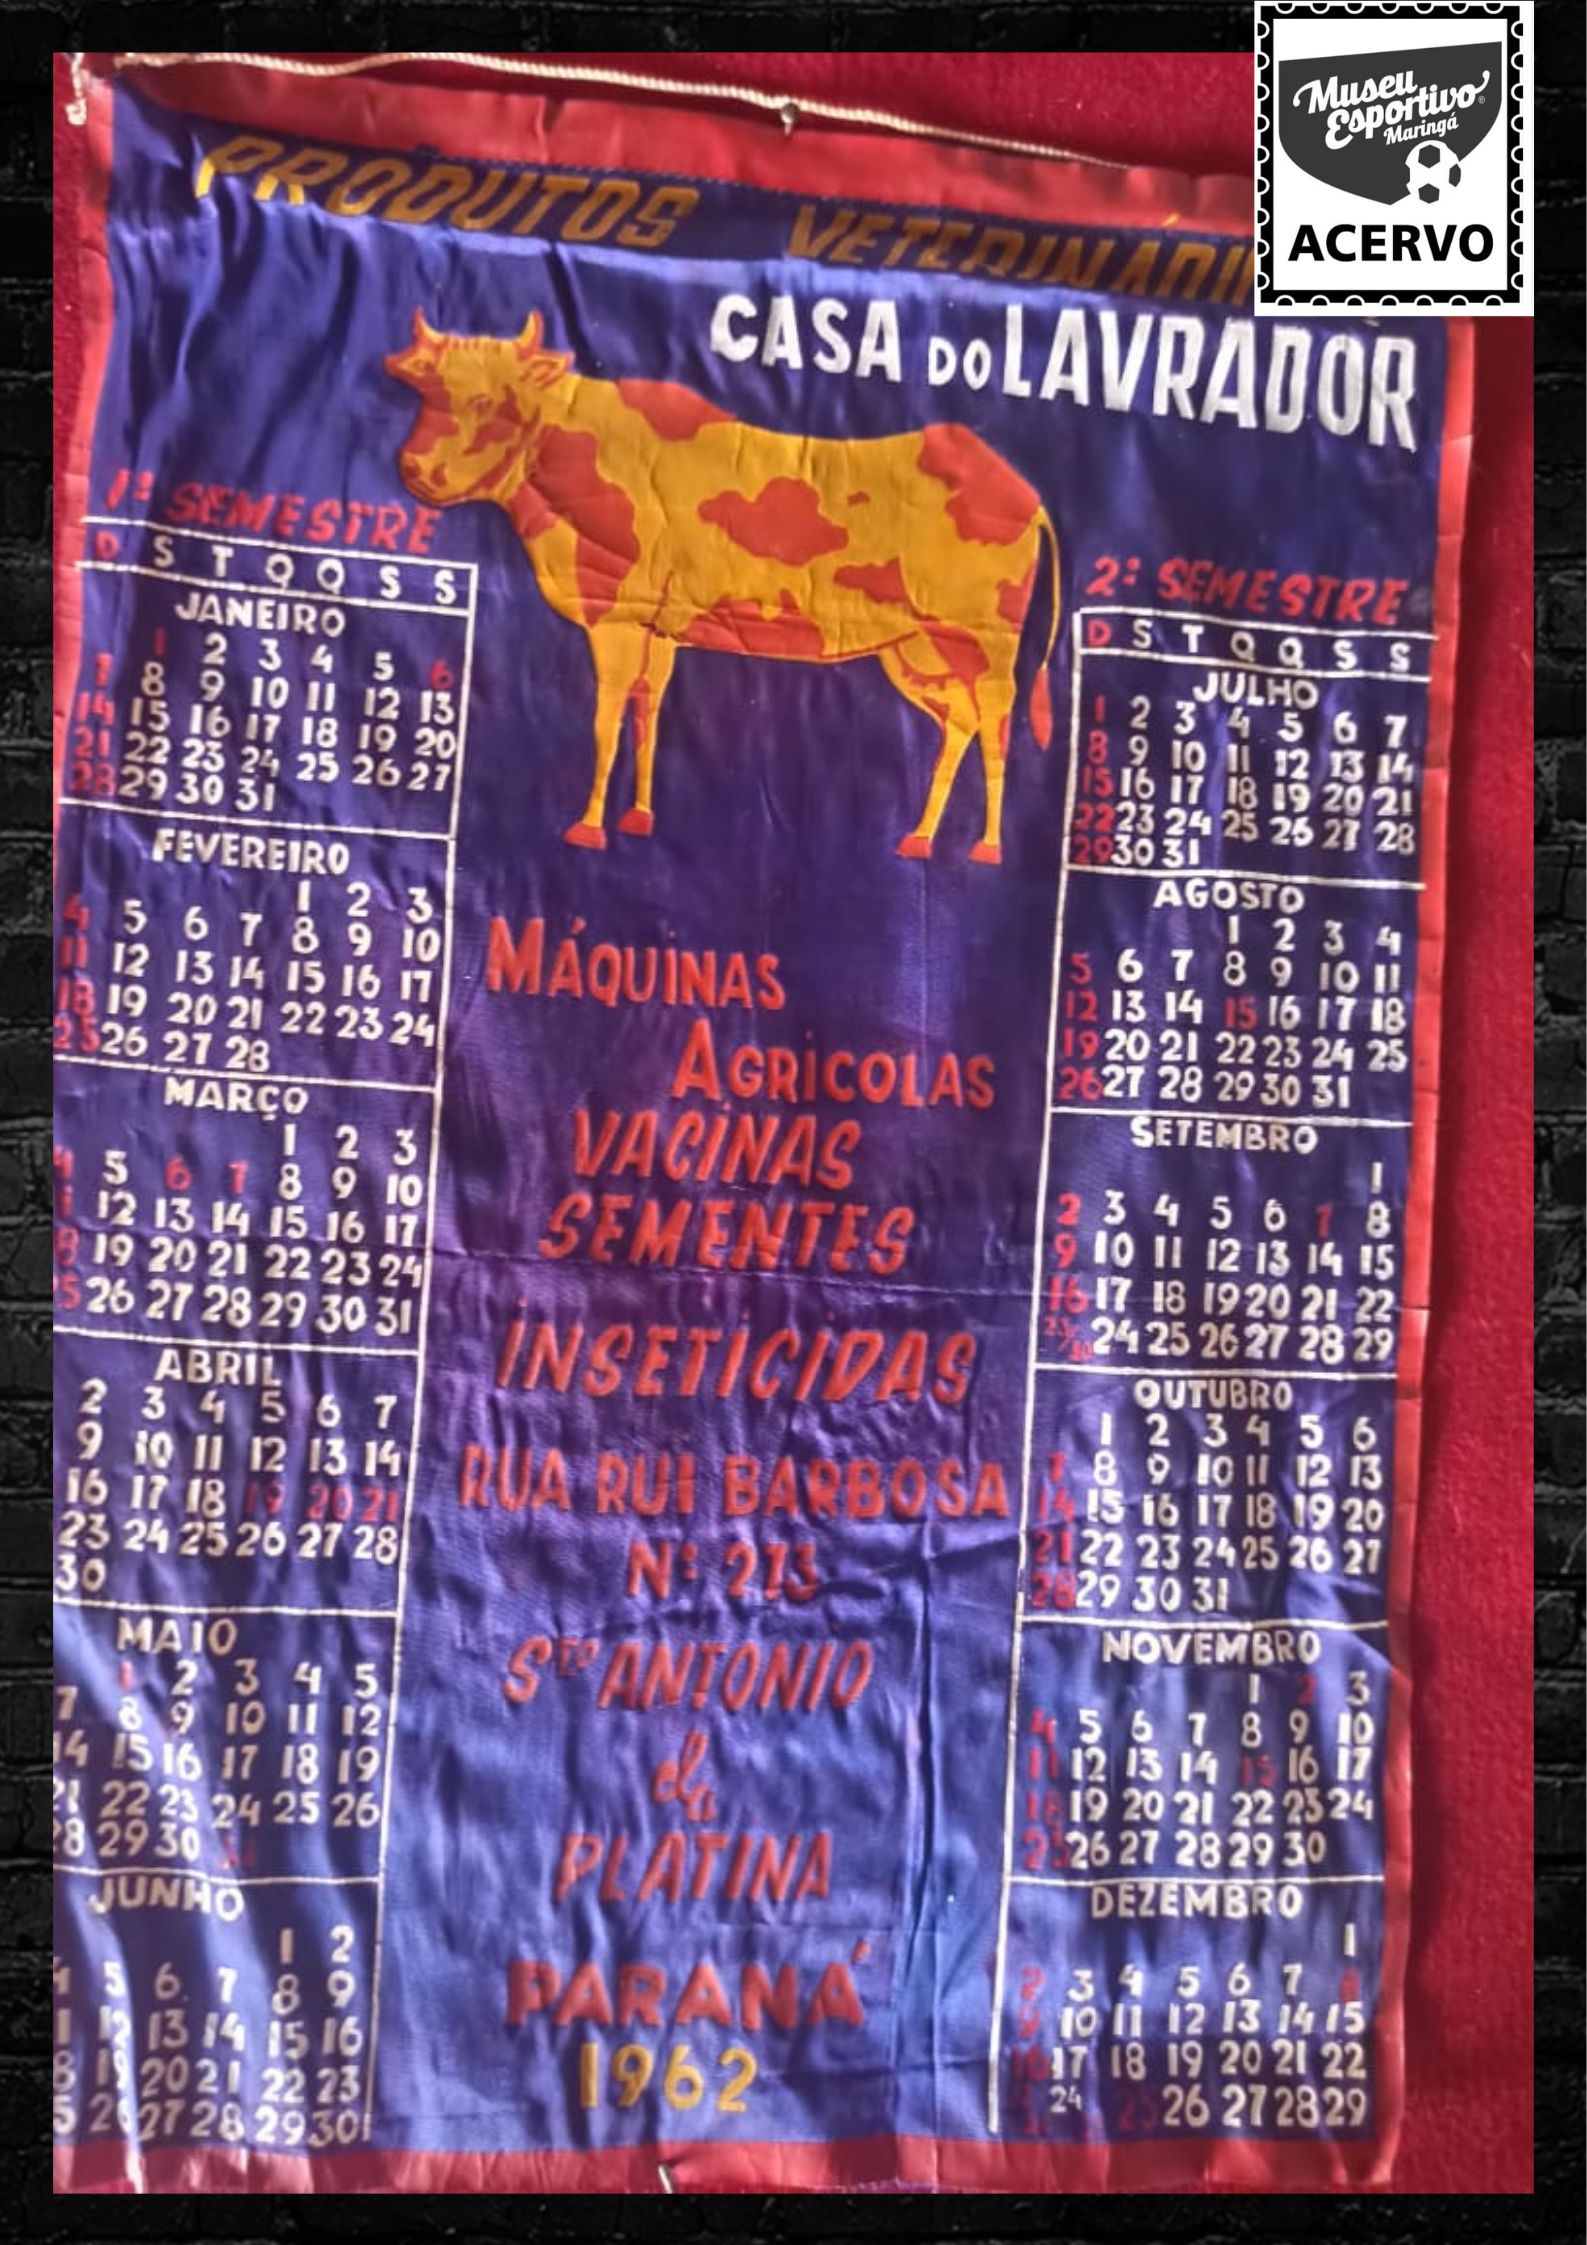 Museu
Esportivo
Maringá
ACERVO
PRODUTOS
CASA DO LAVRADOR
1º SEMESTRE
D S T Q Q S S
JANEIRO
1 2 3 4 5 6
7 8 9 10 11 12 13
14 15 16 17 18 19 20
21 22 23 24 25 26 27
28 29 30 31
FEVEREIRO
1 2 3
4 5 6 7 8 9 10
11 12 13 14 15 16 17
18 19 20 21 22 23 24
25 26 27 28
MARÇO
1 2 3
4 5 6 7 8 9 10
12 13 14 15 16 17
19 20 21 22 23 24
26 27 28 29 30 31
ABRIL
2 3 4 5 6 7
9 10 11 12 13 14
16 17 18 19 20 21
23 24 25 26 27 28
30
MAIO
1 2 3 4 5
7 8 9 10 11 12
14 15 16 17 18 19
21 22 23 24 25 26
28 29 30 31
JUNHO
1 2
4 5 6 7 8 9
12 13 14 15 16
19 20 21 22 23
26 27 28 29 30
MÁQUINAS
AGRICOLAS
VACINAS
SEMENTES
INSETICIDAS
RUA RUI BARBOSA
Nº 273
STO ANTONIO
da
PLATINA
PARANÁ
1962
2º SEMESTRE
D S T Q Q S S
JULHO
1 2 3 4 5 6 7
8 9 10 11 12 13 14
15 16 17 18 19 20 21
22 23 24 25 26 27 28
29 30 31
AGOSTO
1 2 3 4
5 6 7 8 9 10 11
12 13 14 15 16 17 18
19 20 21 22 23 24 25
26 27 28 29 30 31
SETEMBRO
1
2 3 4 5 6 7 8
9 10 11 12 13 14 15
16 17 18 19 20 21 22
23/30 24 25 26 27 28 29
OUTUBRO
1 2 3 4 5 6
7 8 9 10 11 12 13
14 15 16 17 18 19 20
21 22 23 24 25 26 27
28 29 30 31
NOVEMBRO
1 2 3
4 5 6 7 8 9 10
11 12 13 14 15 16 17
18 19 20 21 22 23 24
25 26 27 28 29 30
DEZEMBRO
1
2 3 4 5 6 7 8
9 10 11 12 13 14 15
16 17 18 19 20 21 22
24 25 26 27 28 29